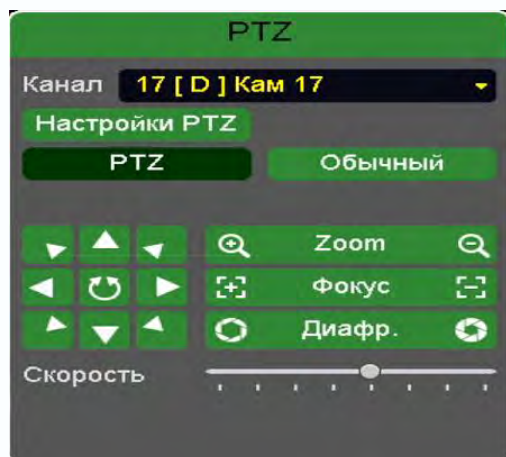 PTZ
Канал 17 [ D ] Кам 17
Настройки PTZ
PTZ Обычный
Zoom
Фокус
Диафр.
Скорость